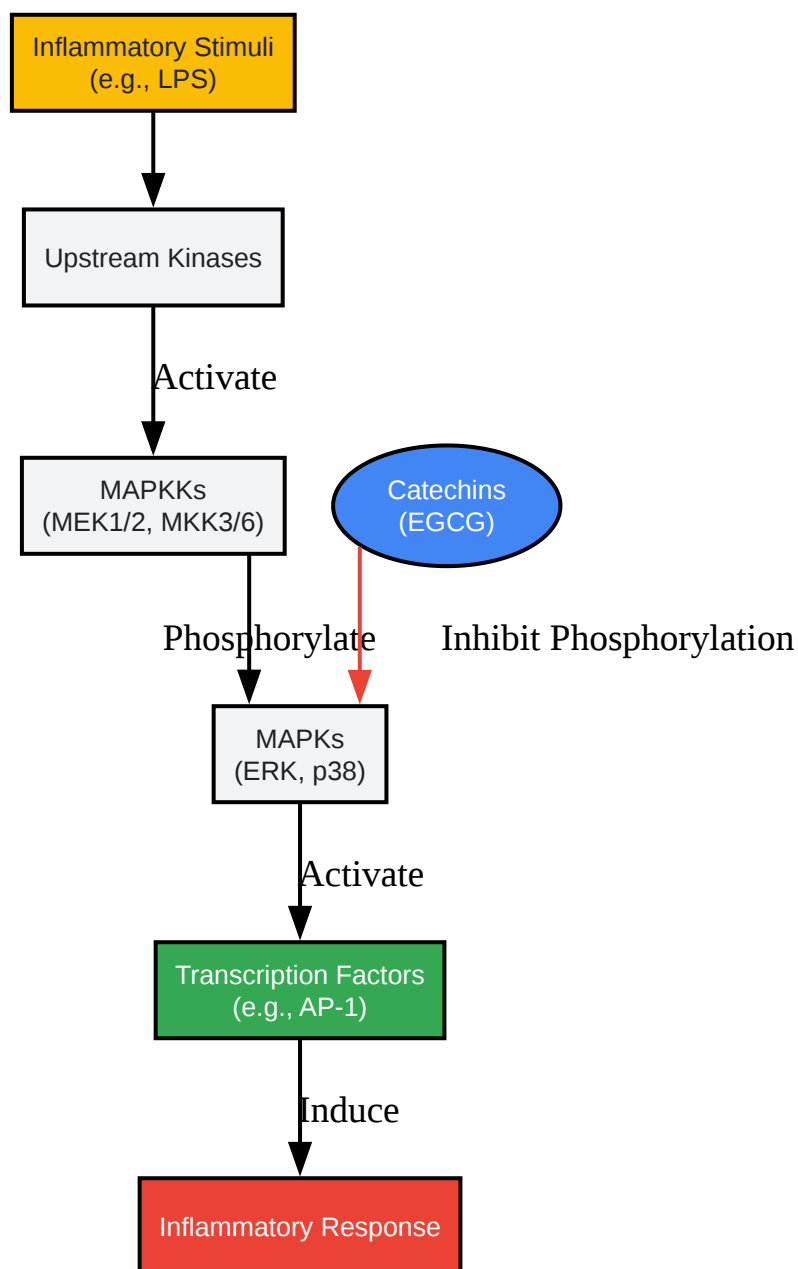 Inflammatory Stimuli
(e.g., LPS)
Upstream Kinases
Activate
MAPKKs
(MEK1/2, MKK3/6)
Catechins
(EGCG)
Phosphorylate
Inhibit Phosphorylation
MAPKs
(ERK, p38)
Activate
Transcription Factors
(e.g., AP-1)
Induce
Inflammatory Response